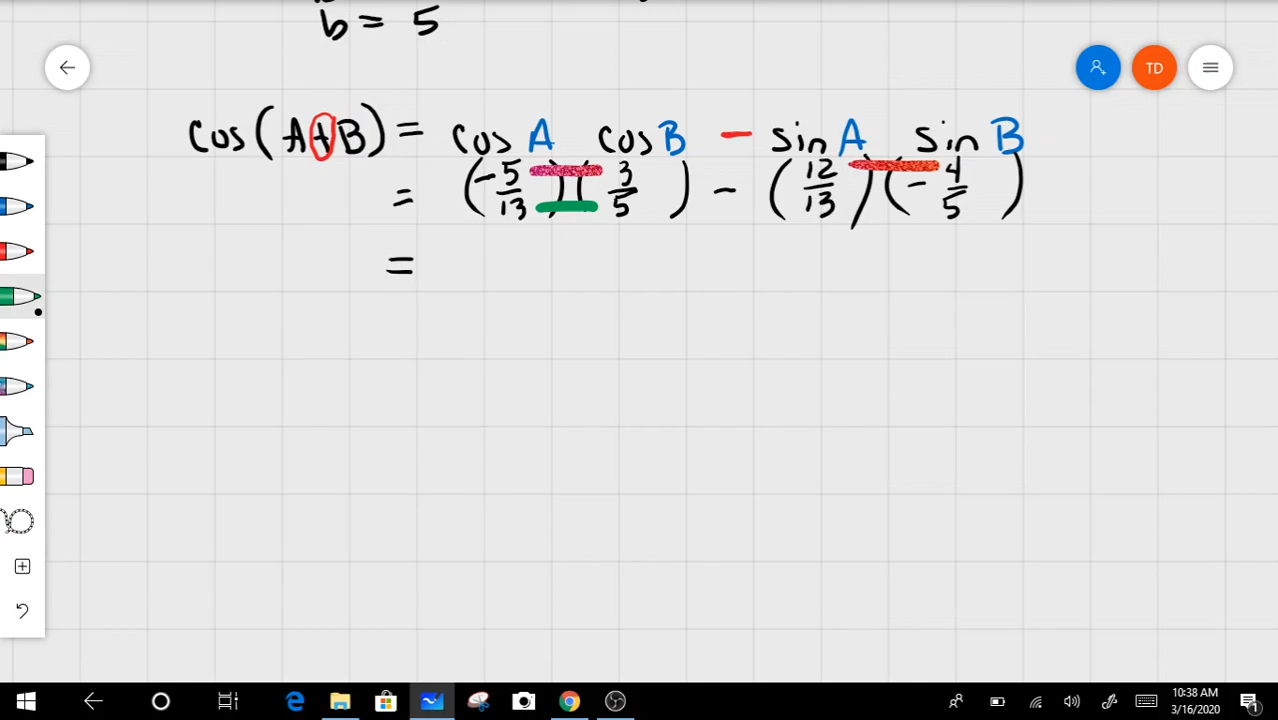 b = 5
TD
cos(A+B) = cos A cos B - sin A sin B
= (-5/13)(3/5) - (12/13)(-4/5)
=
10:38 AM
3/16/2020
1